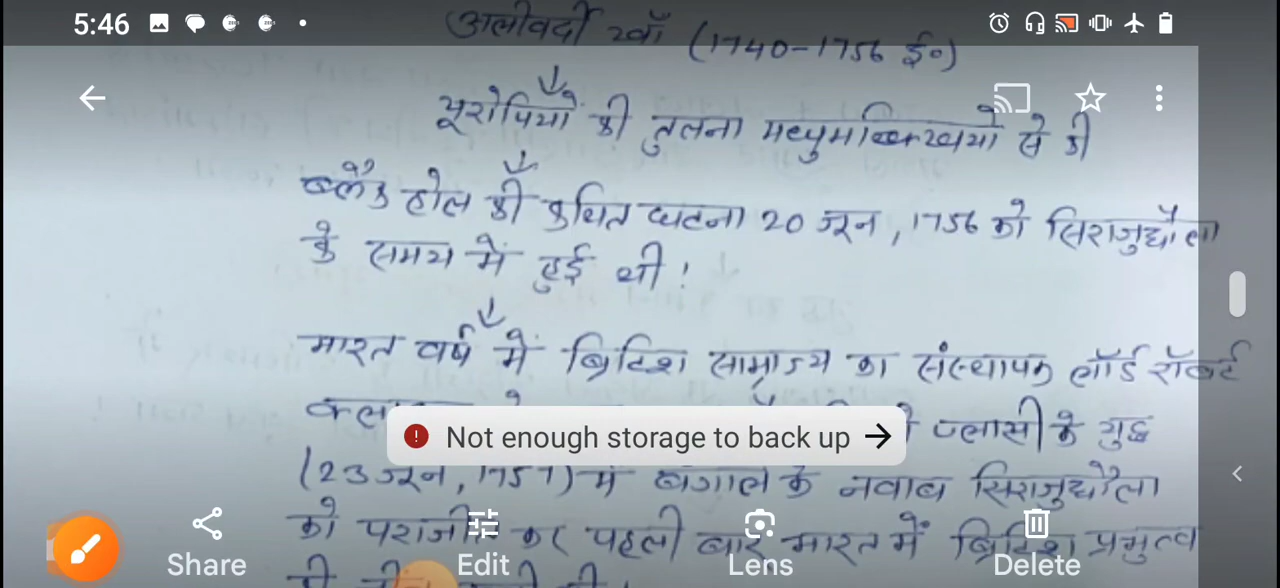 5:46
अलीवर्दी खाँ (1740-1756 ई०)
यूरोपियों की तुलना मधुमक्खियों से की
ब्लैक होल की कथित घटना 20 जून, 1756 को सिराजुद्दौला
के समय में हुई थी!
भारत वर्ष में ब्रिटिश साम्राज्य का संस्थापक लॉर्ड रॉबर्ट
प्लासी के युद्ध
Not enough storage to back up
(23 जून, 1757) में बंगाल के नवाब सिराजुद्दौला
को पराजित कर पहली बार भारत में ब्रिटिश प्रभुत्व
Share Edit Lens Delete